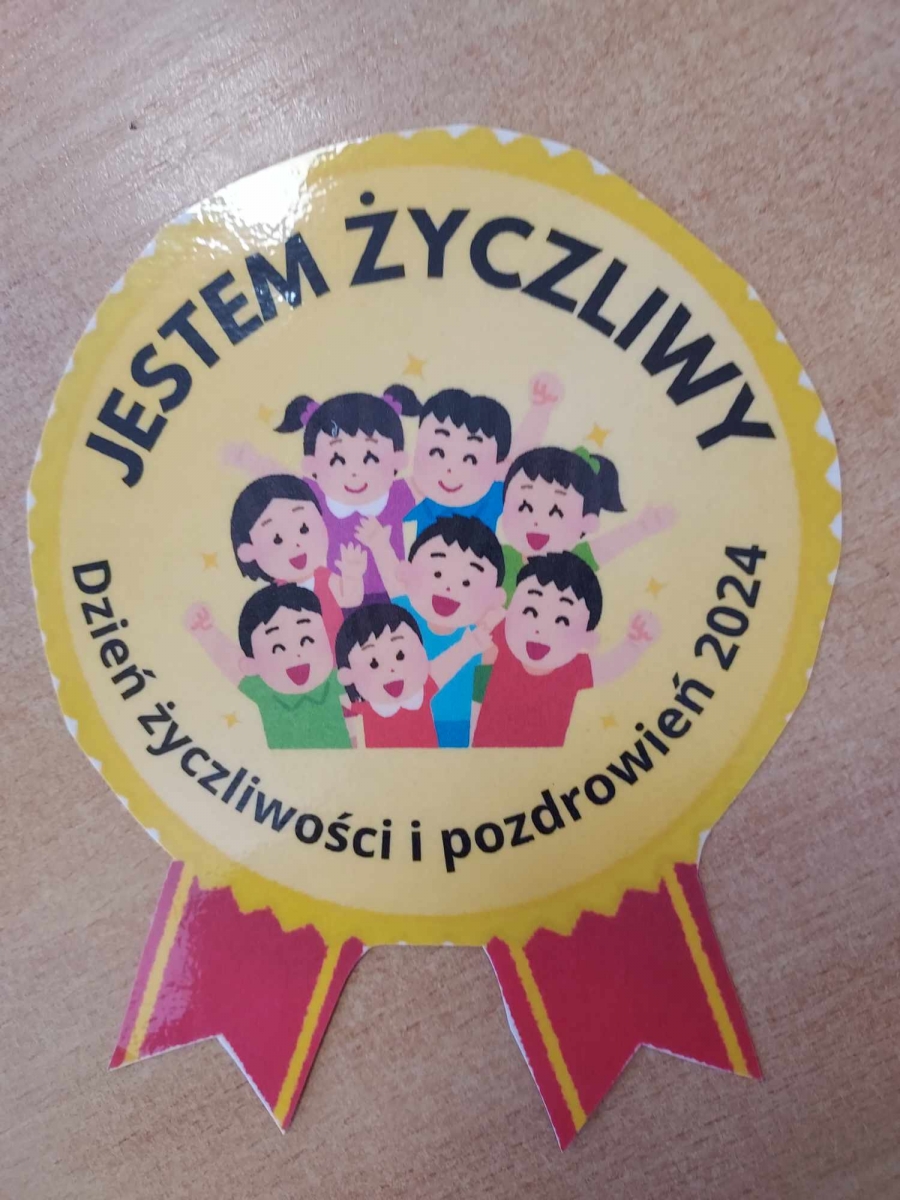 JESTEM ŻYCZLIWY
Dzień życzliwości i pozdrowień 2024